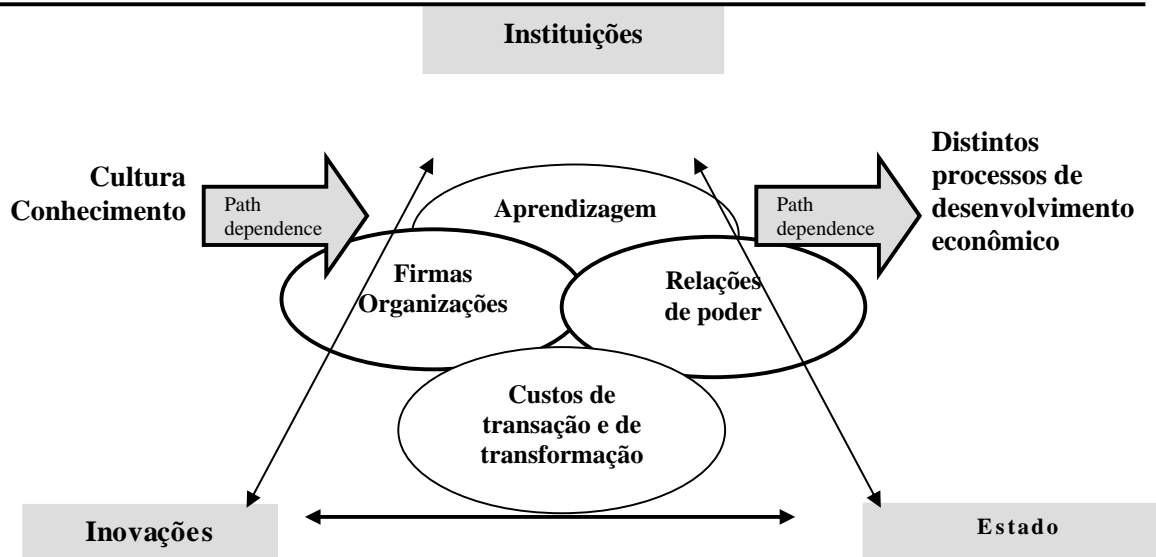 Instituições
Cultura
Conhecimento
Path
dependence
Aprendizagem
Path
dependence
Distintos
processos de
desenvolvimento
econômico
Firmas
Organizações
Relações
de poder
Custos de
transação e de
transformação
Inovações
Estado